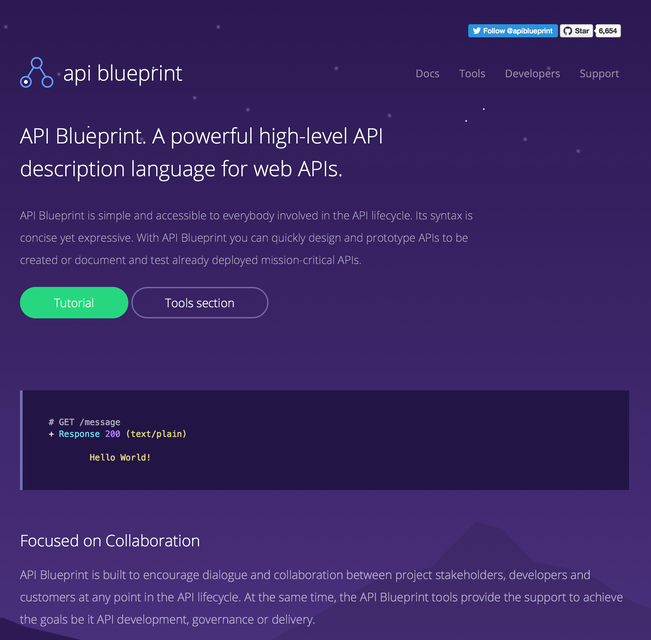 Follow @apiblueprint Star 6,654
api blueprint Docs Tools Developers Support
API Blueprint. A powerful high-level API
description language for web APIs.
API Blueprint is simple and accessible to everybody involved in the API lifecycle. Its syntax is
concise yet expressive. With API Blueprint you can quickly design and prototype APIs to be
created or document and test already deployed mission-critical APIs.
Tutorial Tools section
# GET /message
+ Response 200 (text/plain)
Hello World!
Focused on Collaboration
API Blueprint is built to encourage dialogue and collaboration between project stakeholders, developers and
customers at any point in the API lifecycle. At the same time, the API Blueprint tools provide the support to achieve
the goals be it API development, governance or delivery.